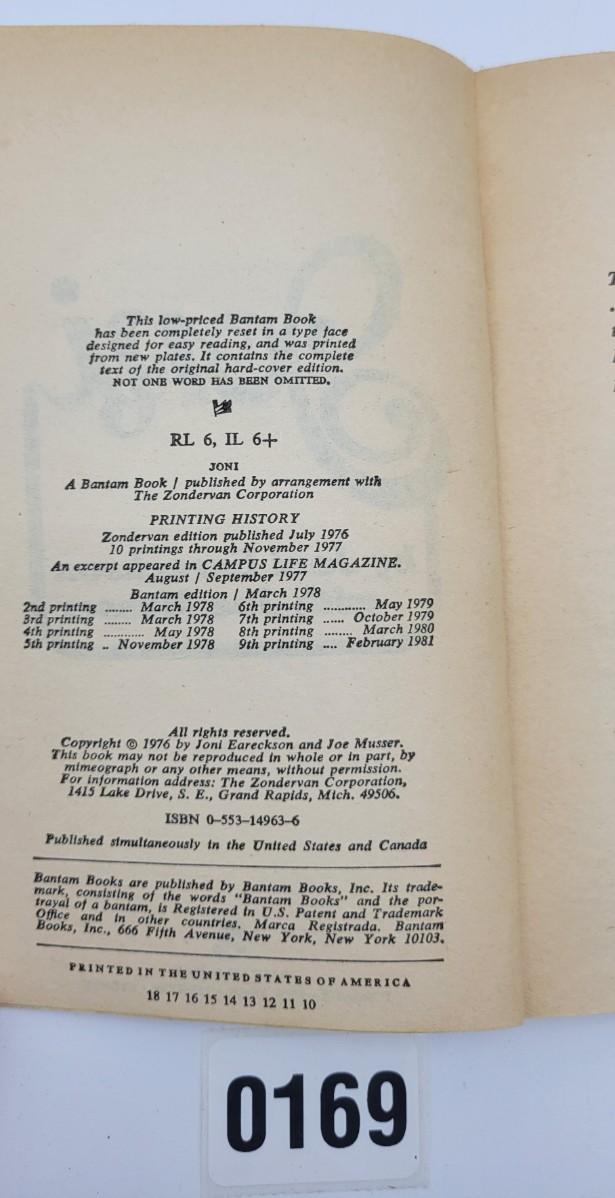 This low-priced Bantam Book
has been completely reset in a type face
designed for easy reading, and was printed
from new plates. It contains the complete
text of the original hard-cover edition.
NOT ONE WORD HAS BEEN OMITTED.
RL 6, IL 6+
JONI
A Bantam Book / published by arrangement with
The Zondervan Corporation
PRINTING HISTORY
Zondervan edition published July 1976
10 printings through November 1977
An excerpt appeared in CAMPUS LIFE MAGAZINE.
August / September 1977
Bantam edition / March 1978
2nd printing ........ March 1978 6th printing ............ May 1979
3rd printing ........ March 1978 7th printing ...... October 1979
4th printing ............ May 1978 8th printing ........ March 1980
5th printing .. November 1978 9th printing .... February 1981
All rights reserved.
Copyright © 1976 by Joni Eareckson and Joe Musser.
This book may not be reproduced in whole or in part, by
mimeograph or any other means, without permission.
For information address: The Zondervan Corporation,
1415 Lake Drive, S. E., Grand Rapids, Mich. 49506.
ISBN 0–553–14963–6
Published simultaneously in the United States and Canada
Bantam Books are published by Bantam Books, Inc. Its trade-
mark, consisting of the words "Bantam Books" and the por-
trayal of a bantam, is Registered in U.S. Patent and Trademark
Office and in other countries. Marca Registrada. Bantam
Books, Inc., 666 Fifth Avenue, New York, New York 10103.
PRINTED IN THE UNITED STATES OF AMERICA
18 17 16 15 14 13 12 11 10
0169